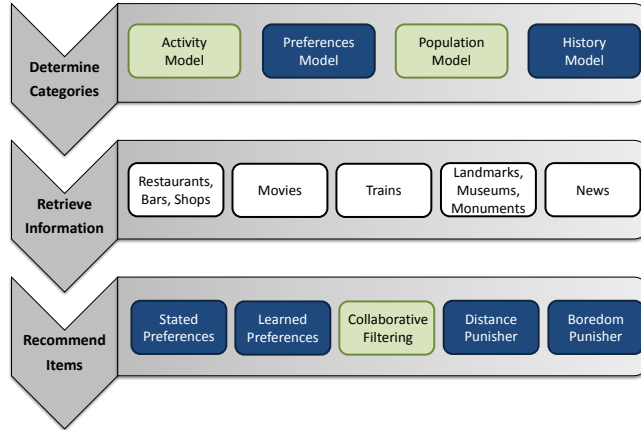 Determine
Categories
Activity
Model
Preferences
Model
Population
Model
History
Model
Retrieve
Information
Restaurants,
Bars, Shops
Movies
Trains
Landmarks,
Museums,
Monuments
News
Recommend
Items
Stated
Preferences
Learned
Preferences
Collaborative
Filtering
Distance
Punisher
Boredom
Punisher